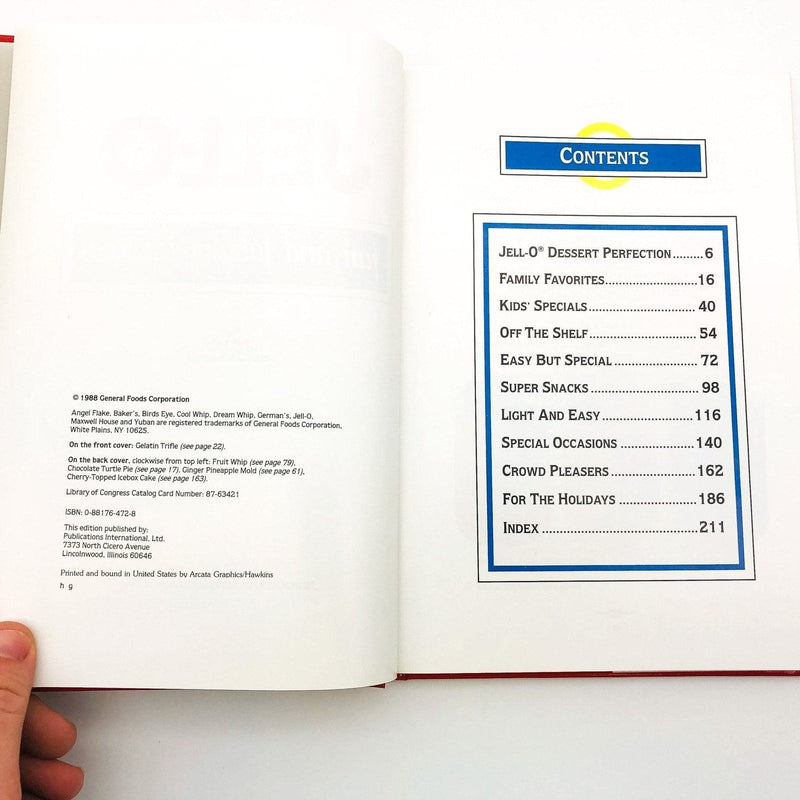 © 1988 General Foods Corporation
Angel Flake, Baker's, Birds Eye, Cool Whip, Dream Whip, German's, Jell-O,
Maxwell House and Yuban are registered trademarks of General Foods Corporation,
White Plains, NY 10625.
On the front cover: Gelatin Trifle (see page 22).
On the back cover, clockwise from top left: Fruit Whip (see page 79),
Chocolate Turtle Pie (see page 17), Ginger Pineapple Mold (see page 61),
Cherry-Topped Icebox Cake (see page 163).
Library of Congress Catalog Card Number: 87-63421
ISBN: 0-88176-472-8
This edition published by:
Publications International, Ltd.
7373 North Cicero Avenue
Lincolnwood, Illinois 60646
Printed and bound in United States by Arcata Graphics/Hawkins
h g
CONTENTS
JELL-O® DESSERT PERFECTION.........6
FAMILY FAVORITES.......................16
KIDS' SPECIALS ..........................40
OFF THE SHELF...........................54
EASY BUT SPECIAL .....................72
SUPER SNACKS ...........................98
LIGHT AND EASY .......................116
SPECIAL OCCASIONS ..................140
CROWD PLEASERS .....................162
FOR THE HOLIDAYS ...................186
INDEX .......................................211